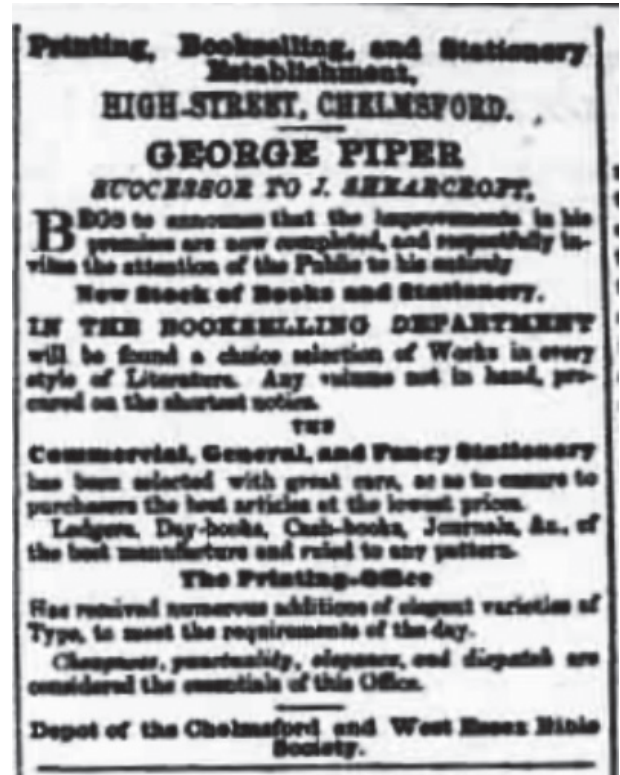 Printing, Bookselling, and Stationery
Establishment,
HIGH-STREET, CHELMSFORD.
GEORGE PIPER
SUCCESSOR TO J. SHEARCROFT,
BEGS to announce that the improvements in his
premises are now completed, and respectfully in-
vites the attention of the Public to his entirely
New Stock of Books and Stationery.
IN THE BOOKSELLING DEPARTMENT
will be found a choice selection of Works in every
style of Literature. Any volume not in hand, pro-
cured on the shortest notice.
THE
Commercial, General, and Fancy Stationery
has been selected with great care, so as to ensure to
purchasers the best articles at the lowest prices.
Ledgers, Day-books, Cash-books, Journals, &c., of
the best manufacture and ruled to any pattern.
The Printing-Office
Has received numerous additions of elegant varieties of
Type, to meet the requirements of the day.
Cheapness, punctuality, elegance, and dispatch are
considered the essentials of this Office.
Depot of the Chelmsford and West Essex Bible
Society.